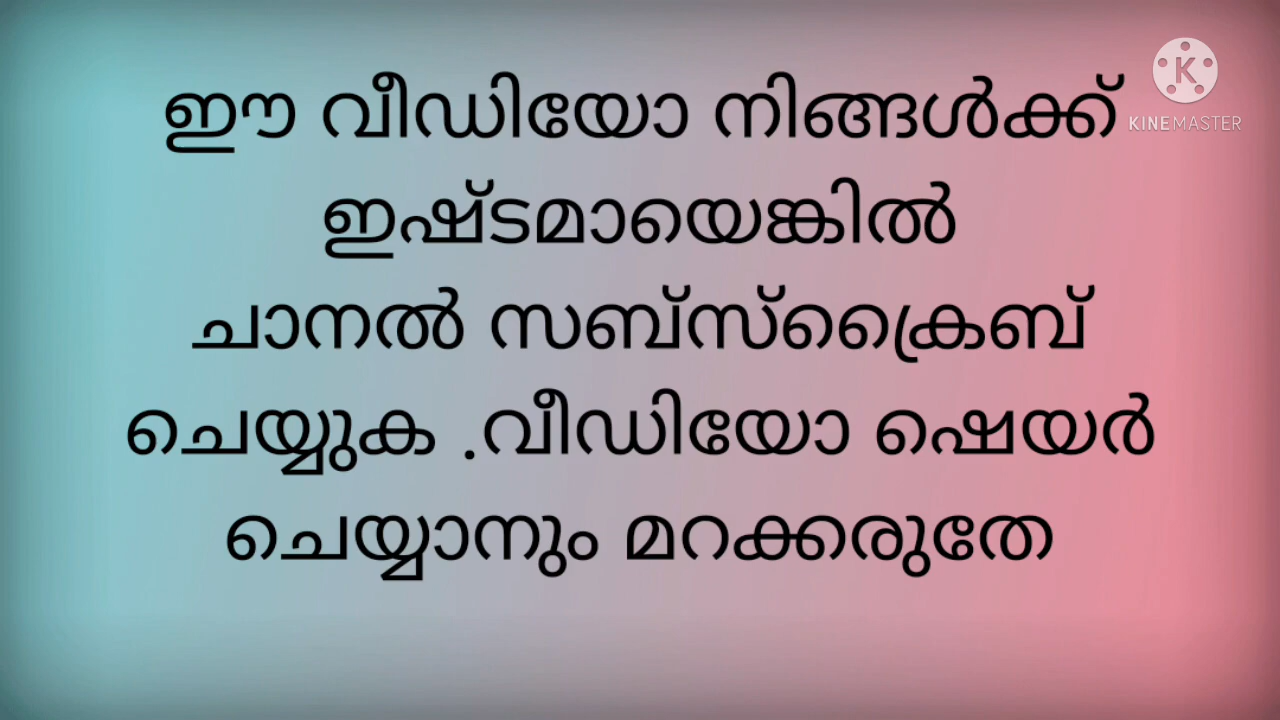 ഈ വീഡിയോ നിങ്ങൾക്ക്
ഇഷ്ടമായെങ്കിൽ
ചാനൽ സബ്സ്ക്രൈബ്
ചെയ്യുക .വീഡിയോ ഷെയർ
ചെയ്യാനും മറക്കരുതേ
K
KINEMASTER